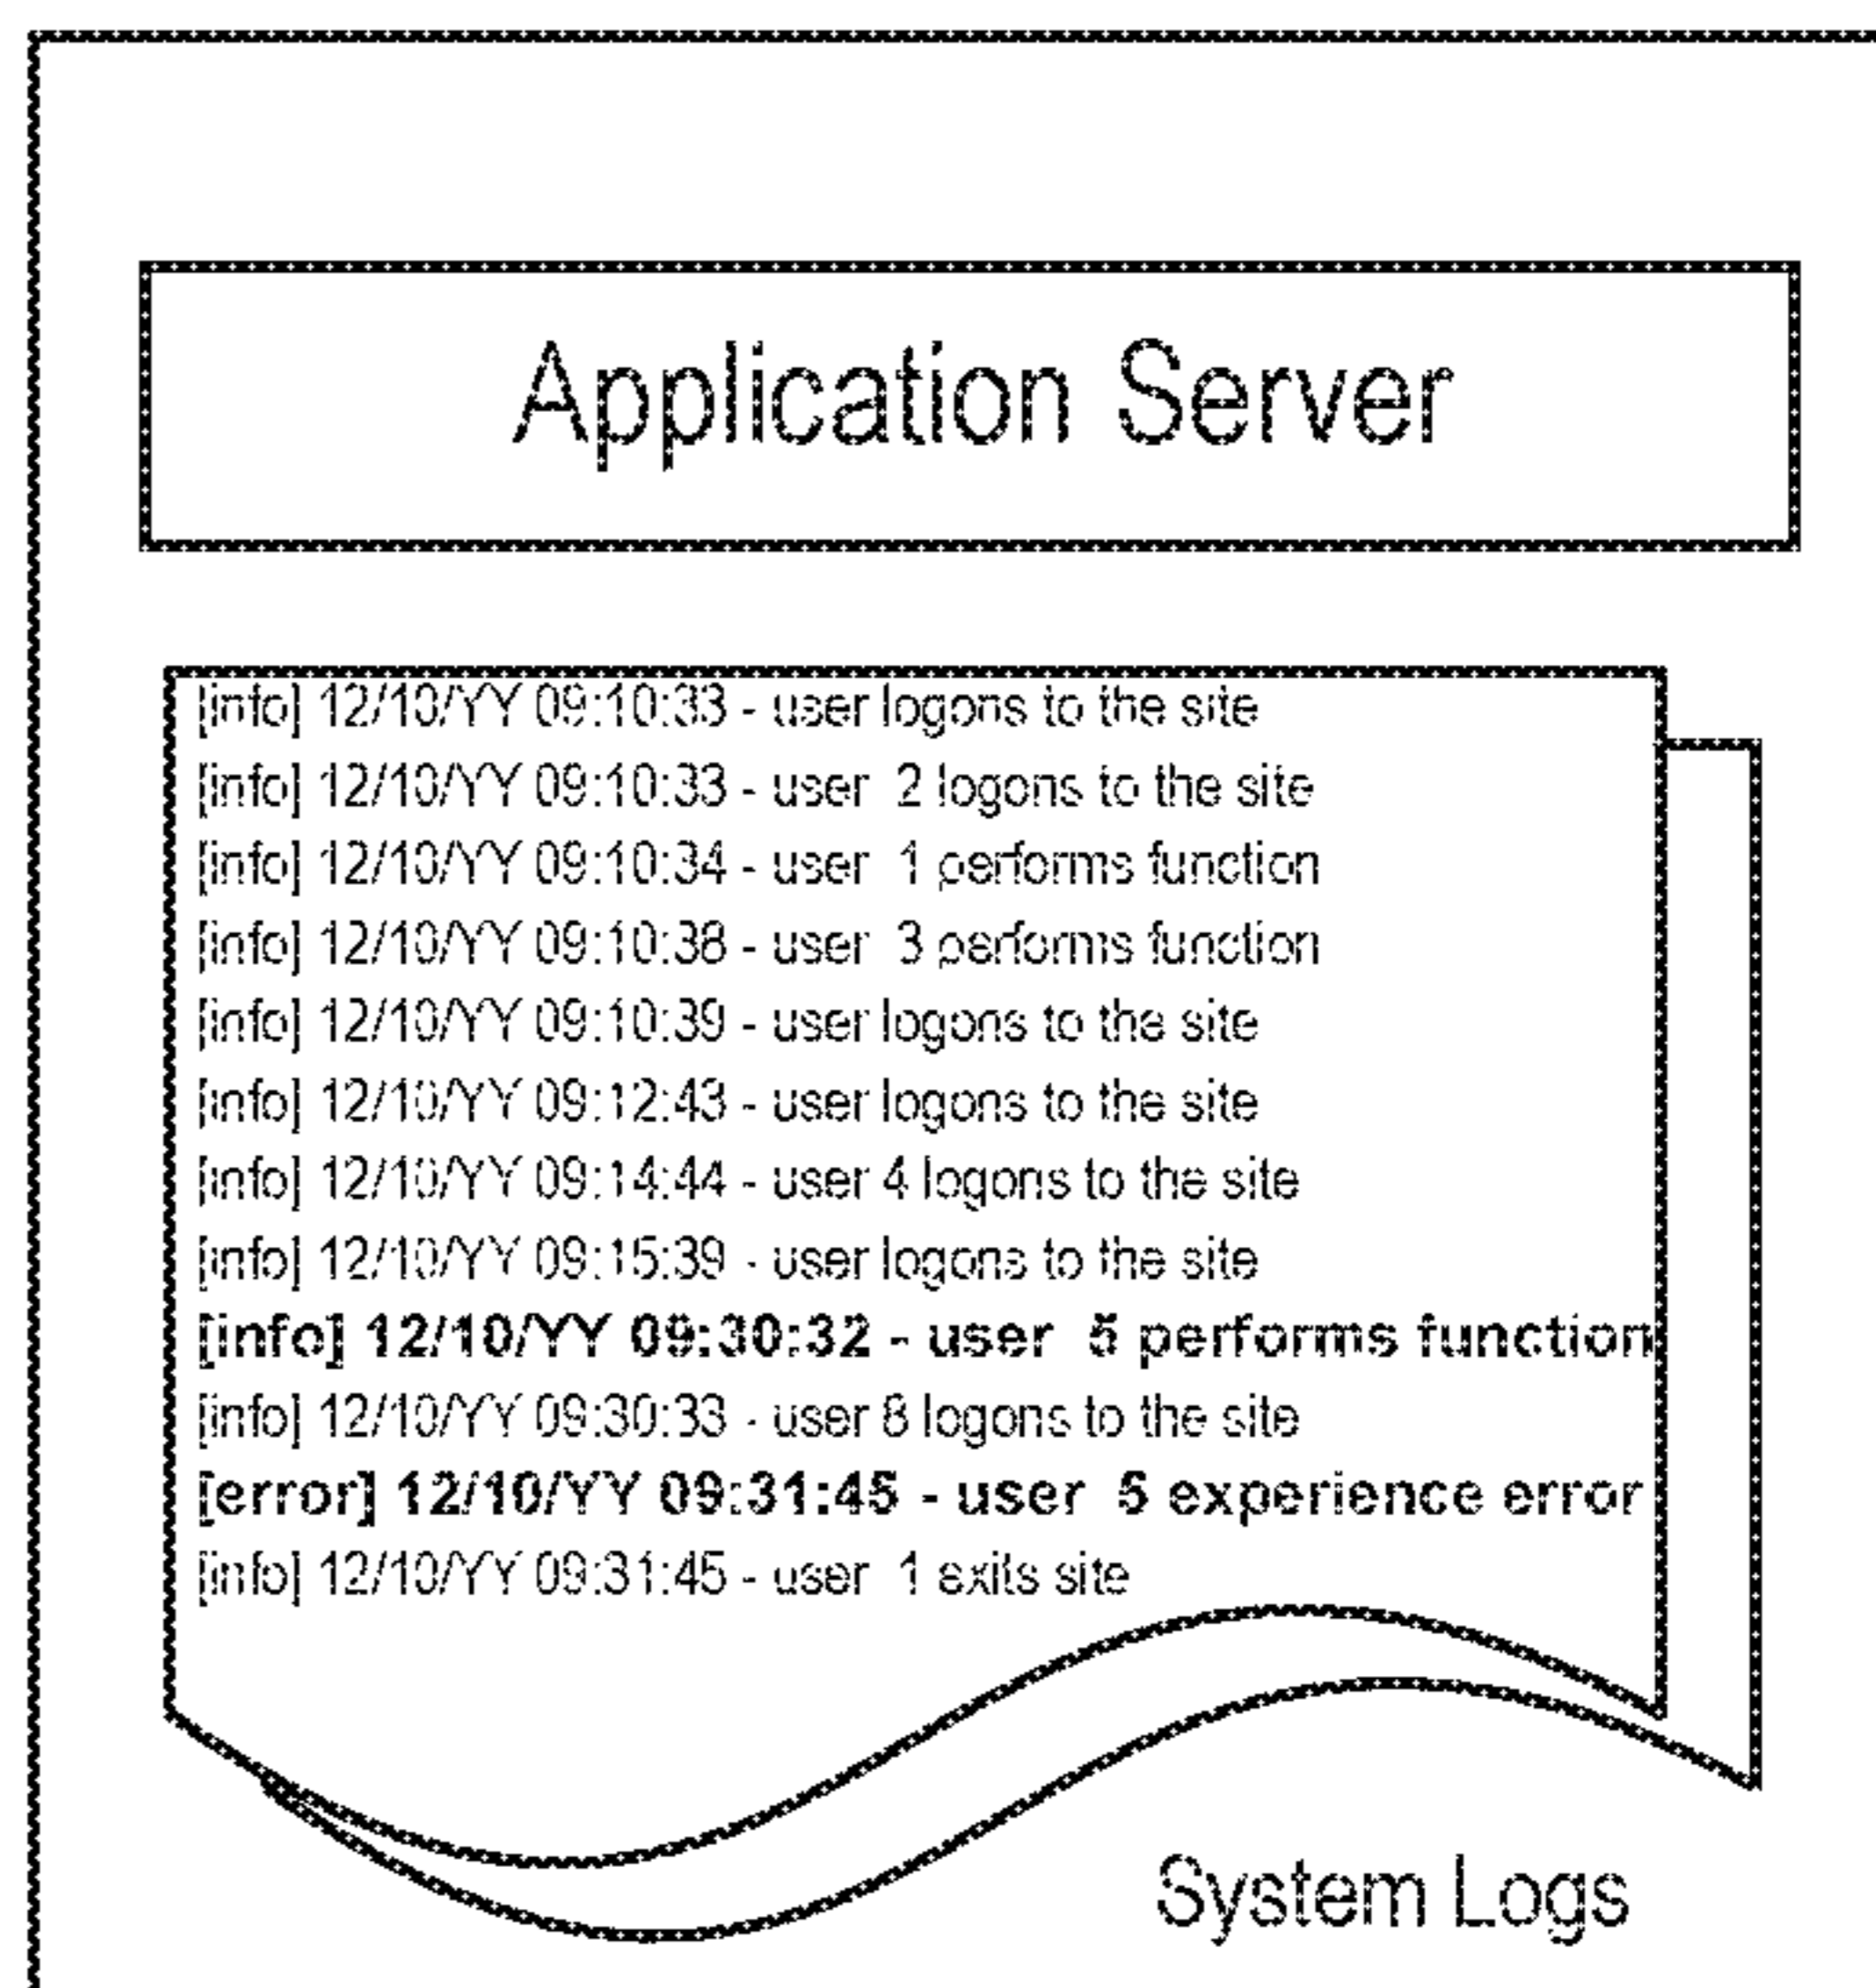 Application Server
[info] 12/10/YY 09:10:33 - user logons to the site
[info] 12/10/YY 09:10:33 - user 2 logons to the site
[info] 12/10/YY 09:10:34 - user 1 performs function
[info] 12/10/YY 09:10:38 - user 3 performs function
[info] 12/10/YY 09:10:39 - user logons to the site
[info] 12/10/YY 09:12:43 - user logons to the site
[info] 12/10/YY 09:14:44 - user 4 logons to the site
[info] 12/10/YY 09:15:39 - user logons to the site
[info] 12/10/YY 09:30:32 - user 5 performs function
[info] 12/10/YY 09:30:33 - user 8 logons to the site
[error] 12/10/YY 09:31:45 - user 5 experience error
[info] 12/10/YY 09:31:45 - user 1 exits site
System Logs